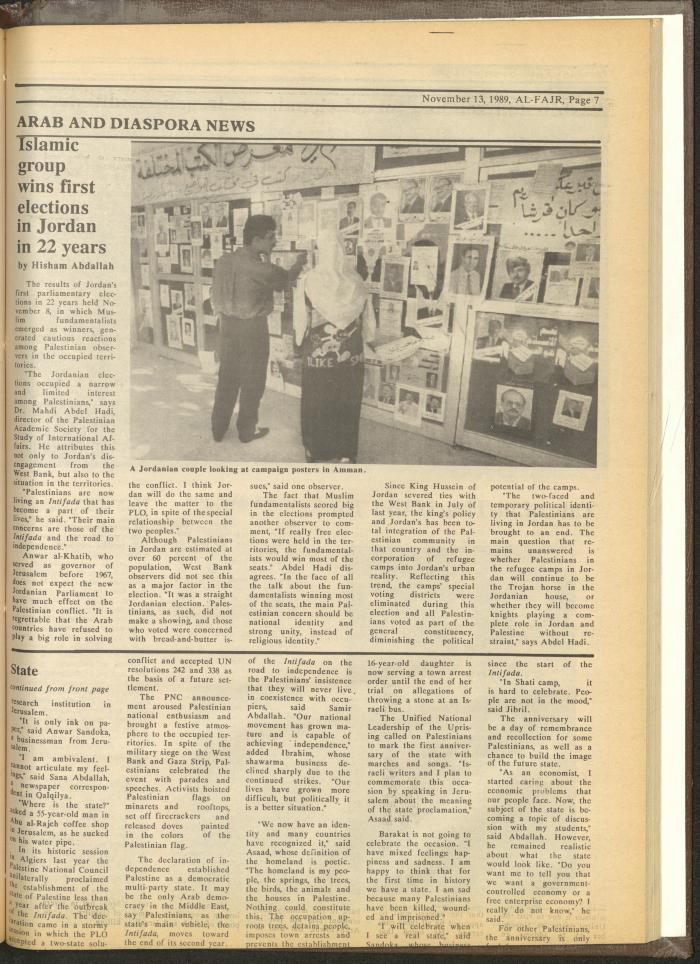 November 13, 1989, AL-FAJR, Page 7
ARAB AND DIASPORA NEWS
Islamic
group
wins first
elections
in Jordan
in 22 years
by Hisham Abdallah
The results of Jordan's
first parliamentary elec-
tions in 22 years held No-
vember 8, in which Mus-
lim fundamentalists
emerged as winners, gen-
erated cautious reactions
among Palestinian obser-
vers in the occupied terri-
tories.
"The Jordanian elec-
tions occupied a narrow
and limited interest
among Palestinians," says
Dr. Mahdi Abdel Hadi,
director of the Palestinian
Academic Society for the
Study of International Af-
fairs. He attributes this
not only to Jordan's dis-
engagement from the
West Bank, but also to the
situation in the territories.
"Palestinians are now
living an Intifada that has
become a part of their
lives," he said. "Their main
concerns are those of the
Intifada and the road to
independence."
Anwar al-Khatib, who
served as governor of
Jerusalem before 1967,
does not expect the new
Jordanian Parliament to
have much effect on the
Palestinian conflict. "It is
regrettable that the Arab
countries have refused to
play a big role in solving
معرض الكتب المختلفة
LIKE
A Jordanian couple looking at campaign posters in Amman.
the conflict. I think Jor-
dan will do the same and
leave the matter to the
PLO, in spite of the special
relationship between the
two peoples."
Although Palestinians
in Jordan are estimated at
over 60 percent of the
population, West Bank
observers did not see this
as a major factor in the
election. "It was a straight
Jordanian election. Pales-
tinians, as such, did not
make a showing, and those
who voted were concerned
with bread-and-butter is-
sues," said one observer.
The fact that Muslim
fundamentalists scored big
in the elections prompted
another observer to com-
ment, "If really free elec-
tions were held in the ter-
ritories, the fundamental-
ists would win most of the
seats." Abdel Hadi dis-
agrees. "In the face of all
the talk about the fun-
damentalists winning most
of the seats, the main Pal-
estinian concern should be
national identity and
strong unity, instead of
religious identity."
Since King Hussein of
Jordan severed ties with
the West Bank in July of
last year, the king's policy
and Jordan's has been to-
tal integration of the Pal-
estinian community in
that country and the in-
corporation of refugee
camps into Jordan's urban
reality. Reflecting this
trend, the camps' special
voting districts were
eliminated during this
election and all Palestin-
ians voted as part of the
general constituency,
diminishing the political
potential of the camps.
"The two-faced and
temporary political identi-
ty that Palestinians are
living in Jordan has to be
brought to an end. The
main question that re-
mains unanswered is
whether Palestinians in
the refugee camps in Jor-
dan will continue to be
the Trojan horse in the
Jordanian house, or
whether they will become
knights playing a com-
plete role in Jordan and
Palestine without re-
straint," says Abdel Hadi.
State
continued from front page
research institution in
Jerusalem.
"It is only ink on pa-
per," said Anwar Sandoka,
a businessman from Jeru-
salem.
"I am ambivalent. I
cannot articulate my feel-
ings," said Sana Abdallah,
a newspaper correspon-
dent in Qalqilya.
"Where is the state?"
asked a 55-year-old man in
Abu al-Rajeh coffee shop
in Jerusalem, as he sucked
on his water pipe.
In its historic session
in Algiers last year the
Palestine National Council
unilaterally proclaimed
the establishment of the
state of Palestine less than
a year after the outbreak
of the Intifada. The dec-
laration came in a stormy
session in which the PLO
accepted a two-state solu-
conflict and accepted UN
resolutions 242 and 338 as
the basis of a future set-
tlement.
The PNC announce-
ment aroused Palestinian
national enthusiasm and
brought a festive atmos-
phere to the occupied ter-
ritories. In spite of the
military siege on the West
Bank and Gaza Strip, Pal-
estinians celebrated the
event with parades and
speeches. Activists hoisted
Palestinian flags on
minarets and rooftops,
set off firecrackers and
released doves painted
in the colors of the
Palestinian flag.
The declaration of in-
dependence established
Palestine as a democratic
multi-party state. It may
be the only Arab demo-
cracy in the Middle East,
say Palestinians, as the
state's main vehicle, the
Intifada, moves toward
the end of its second year.
of the Intifada on the
road to independence is
the Palestinians' insistence
that they will never live
in coexistence with occu-
piers, said Samir
Abdallah. "Our national
movement has grown ma-
ture and is capable of
achieving independence,"
added Ibrahim, whose
shawarma business de-
clined sharply due to the
continued strikes. "Our
lives have grown more
difficult, but politically it
is a better situation."
"We now have an iden-
tity and many countries
have recognized it," said
Asaad, whose definition of
the homeland is poetic.
"The homeland is my peo-
ple, the springs, the trees,
the birds, the animals and
the houses in Palestine.
Nothing could constitute
this. The occupation up-
roots trees, detains people,
imposes town arrests and
prevents the establishment
16-year-old daughter is
now serving a town arrest
order until the end of her
trial on allegations of
throwing a stone at an Is-
raeli bus.
The Unified National
Leadership of the Upris-
ing called on Palestinians
to mark the first anniver-
sary of the state with
marches and songs. "Is-
raeli writers and I plan to
commemorate this occa-
sion by speaking in Jeru-
salem about the meaning
of the state proclamation,"
Asaad said.
Barakat is not going to
celebrate the occasion. "I
have mixed feelings: hap-
piness and sadness. I am
happy to think that for
the first time in history
we have a state. I am sad
because many Palestinians
have been killed, wound-
ed and imprisoned."
"I will celebrate when
I see a real state," said
Sandoka, whose business
since the start of the
Intifada.
"In Shati camp, it
is hard to celebrate. Peo-
ple are not in the mood,"
said Jibril.
The anniversary will
be a day of remembrance
and recollection for some
Palestinians, as well as a
chance to build the image
of the future state.
"As an economist, I
started caring about the
economic problems that
our people face. Now, the
subject of the state is be-
coming a topic of discus-
sion with my students,"
said Abdallah. However,
he remained realistic
about what the state
would look like. "Do you
want me to tell you that
we want a government-
controlled economy or a
free enterprise economy? I
really do not know," he
said.
For other Palestinians,
the anniversary is only